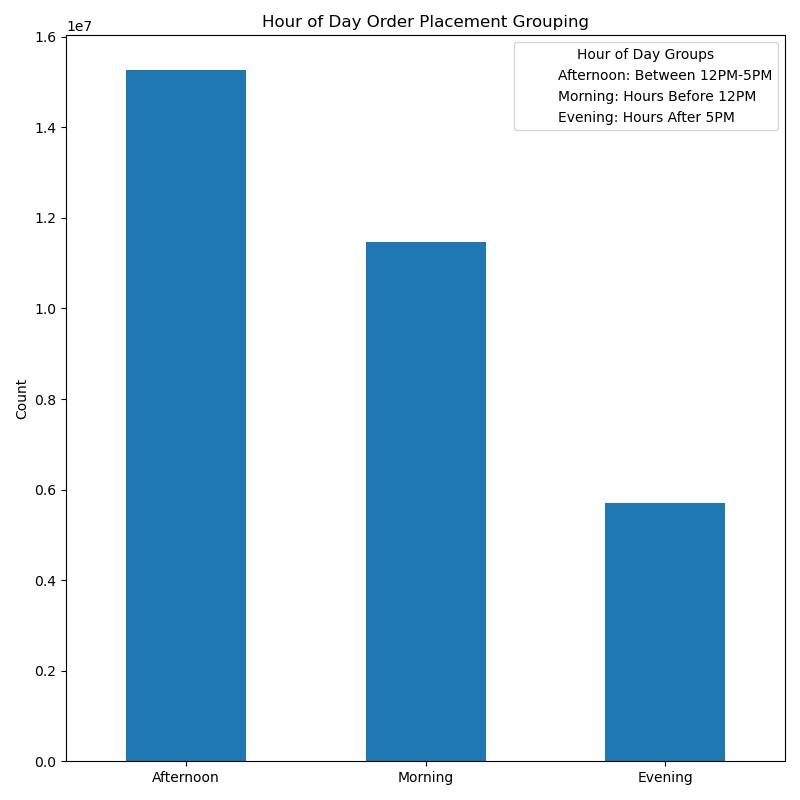 Hour of Day Order Placement Grouping
1e7
1.6
1.4
1.2
1.0
0.8
0.6
0.4
0.2
0.0
Count
Hour of Day Groups
Afternoon: Between 12PM-5PM
Morning: Hours Before 12PM
Evening: Hours After 5PM
Afternoon
Morning
Evening